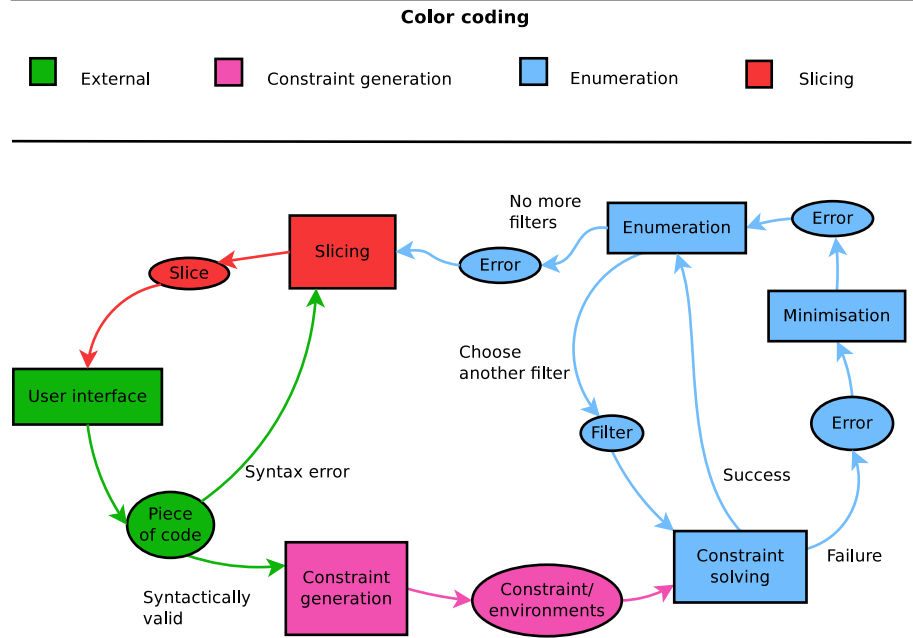 Color coding
External
Constraint generation
Enumeration
Slicing
No more
filters
Enumeration
Error
Slicing
Error
Slice
Minimisation
Choose
another filter
User interface
Filter
Error
Syntax error
Success
Piece
of code
Constraint
solving
Failure
Syntactically
valid
Constraint
generation
Constraint/
environments